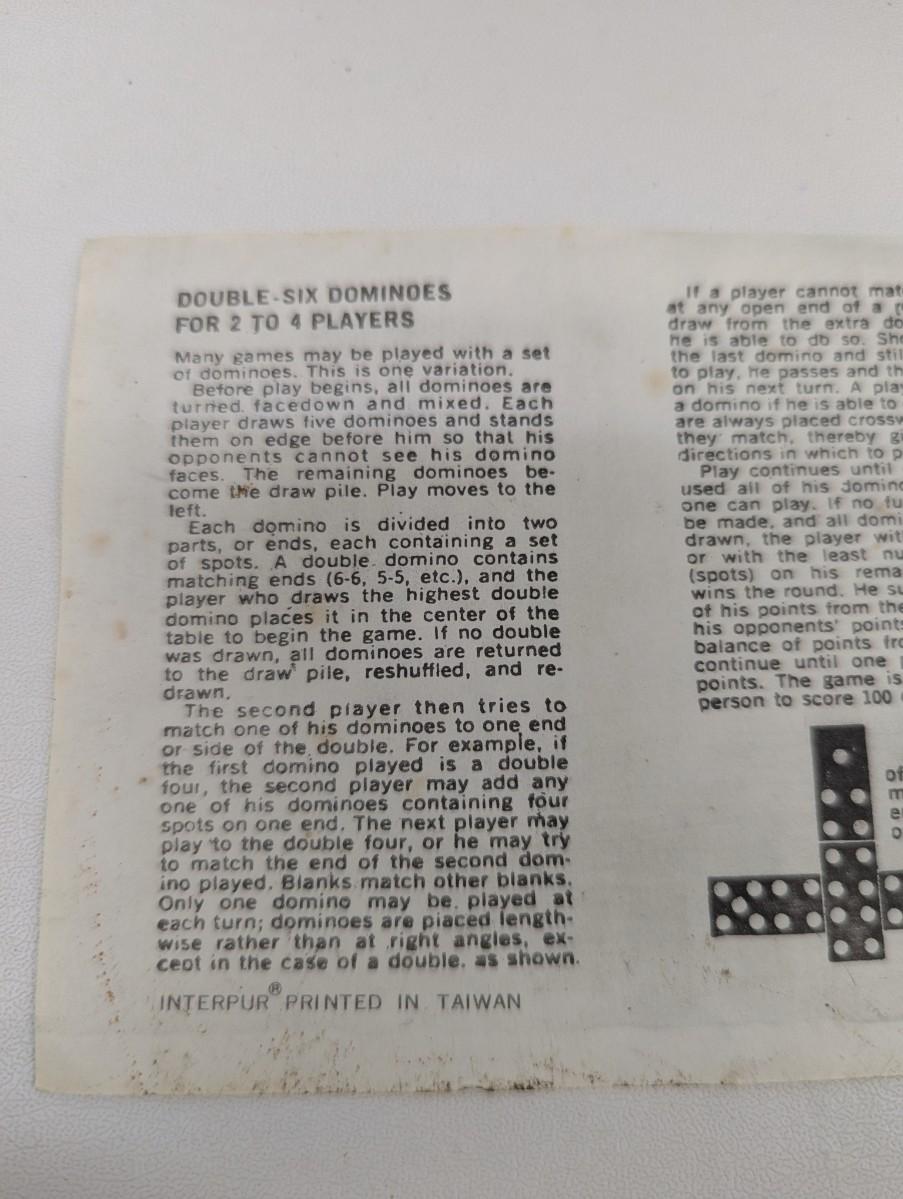 DOUBLE-SIX DOMINOES
FOR 2 TO 4 PLAYERS
Many games may be played with a set
of dominoes. This is one variation.
Before play begins, all dominoes are
turned facedown and mixed. Each
player draws five dominoes and stands
them on edge before him so that his
opponents cannot see his domino
faces. The remaining dominoes be-
come the draw pile. Play moves to the
left.
Each domino is divided into two
parts, or ends, each containing a set
of spots. A double domino contains
matching ends (6-6, 5-5, etc.), and the
player who draws the highest double
domino places it in the center of the
table to begin the game. If no double
was drawn, all dominoes are returned
to the draw pile, reshuffled, and re-
drawn.
The second player then tries to
match one of his dominoes to one end
or side of the double. For example, if
the first domino played is a double
four, the second player may add any
one of his dominoes containing four
spots on one end. The next player may
play to the double four, or he may try
to match the end of the second dom-
ino played. Blanks match other blanks.
Only one domino may be played at
each turn; dominoes are placed length-
wise rather than at right angles, ex-
cept in the case of a double, as shown.
INTERPUR® PRINTED IN TAIWAN
If a player cannot mat
at any open end of a
draw from the extra do
he is able to do so. Sh
the last domino and stil
to play, he passes and th
on his next turn. A pla
a domino if he is able to
are always placed crossw
they match, thereby g
directions in which to p
Play continues until
used all of his domin
one can play. If no fu
be made, and all domi
drawn, the player wit
or with the least nu
(spots) on his rema
wins the round. He su
of his points from the
his opponents' points
balance of points fro
continue until one
points. The game is
person to score 100
of
m
e
o